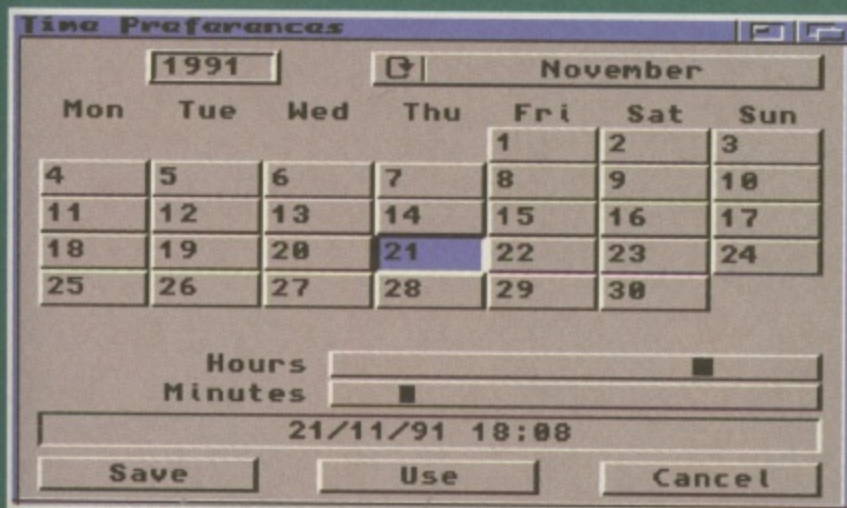 Time Preferences
1991 November
Mon Tue Wed Thu Fri Sat Sun
1 2 3
4 5 6 7 8 9 10
11 12 13 14 15 16 17
18 19 20 21 22 23 24
25 26 27 28 29 30
Hours
Minutes
21/11/91 18:08
Save Use Cancel